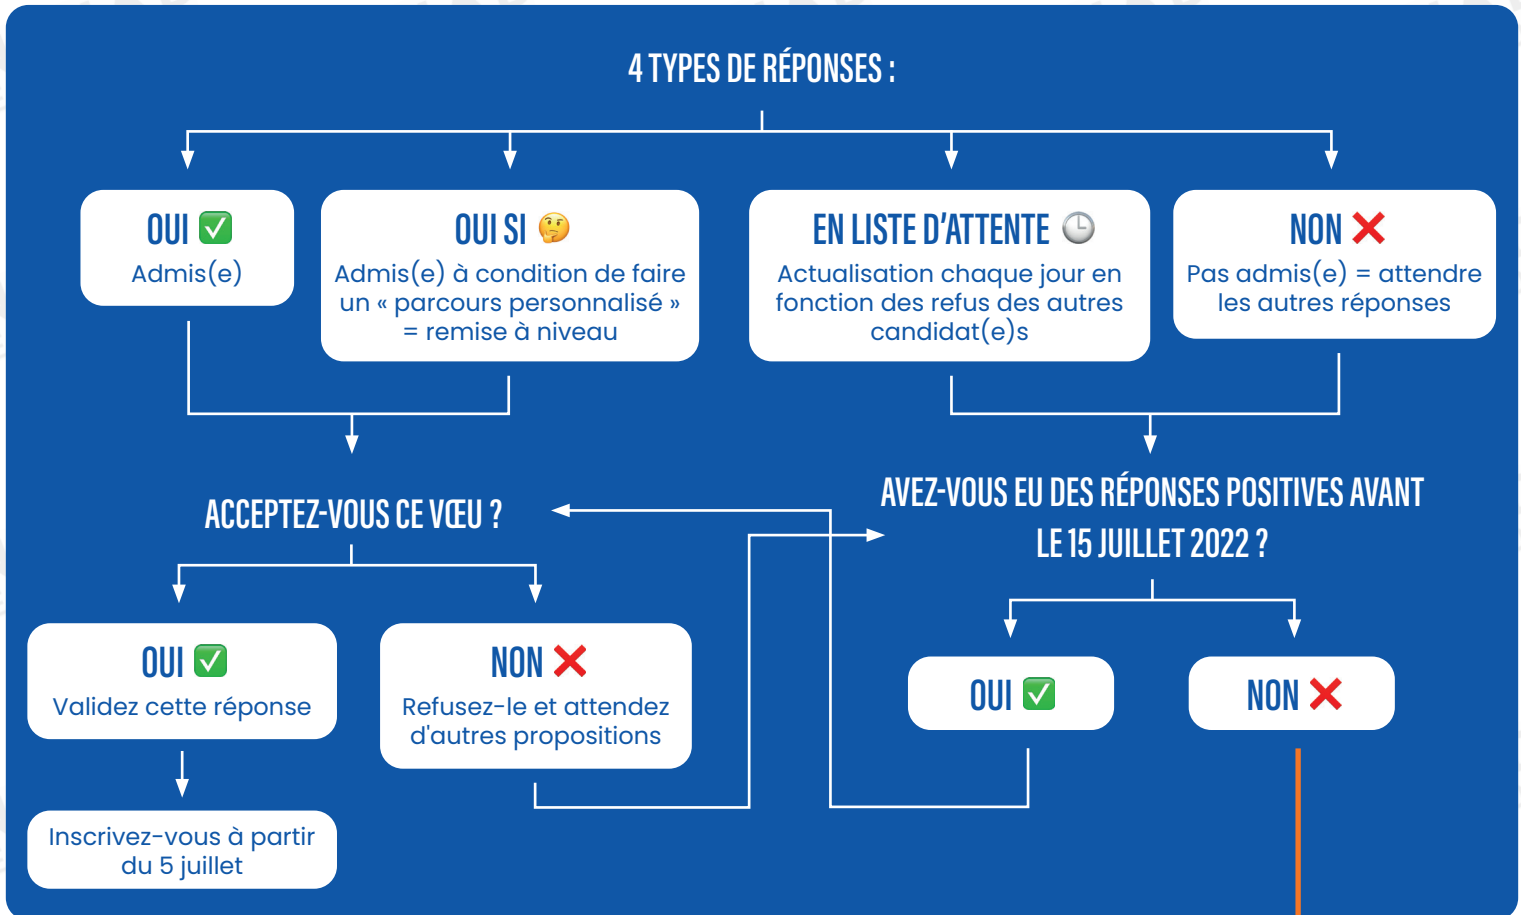 4 TYPES DE RÉPONSES :
OUI ✅
Admis(e)
OUI SI 🤔
Admis(e) à condition de faire
un « parcours personnalisé »
= remise à niveau
EN LISTE D'ATTENTE 🕒
Actualisation chaque jour en
fonction des refus des autres
candidat(e)s
NON ❌
Pas admis(e) = attendre
les autres réponses
ACCEPTEZ-VOUS CE VŒU ?
OUI ✅
Validez cette réponse
Inscrivez-vous à partir
du 5 juillet
NON ❌
Refusez-le et attendez
d'autres propositions
AVEZ-VOUS EU DES RÉPONSES POSITIVES AVANT
LE 15 JUILLET 2022 ?
OUI ✅
NON ❌